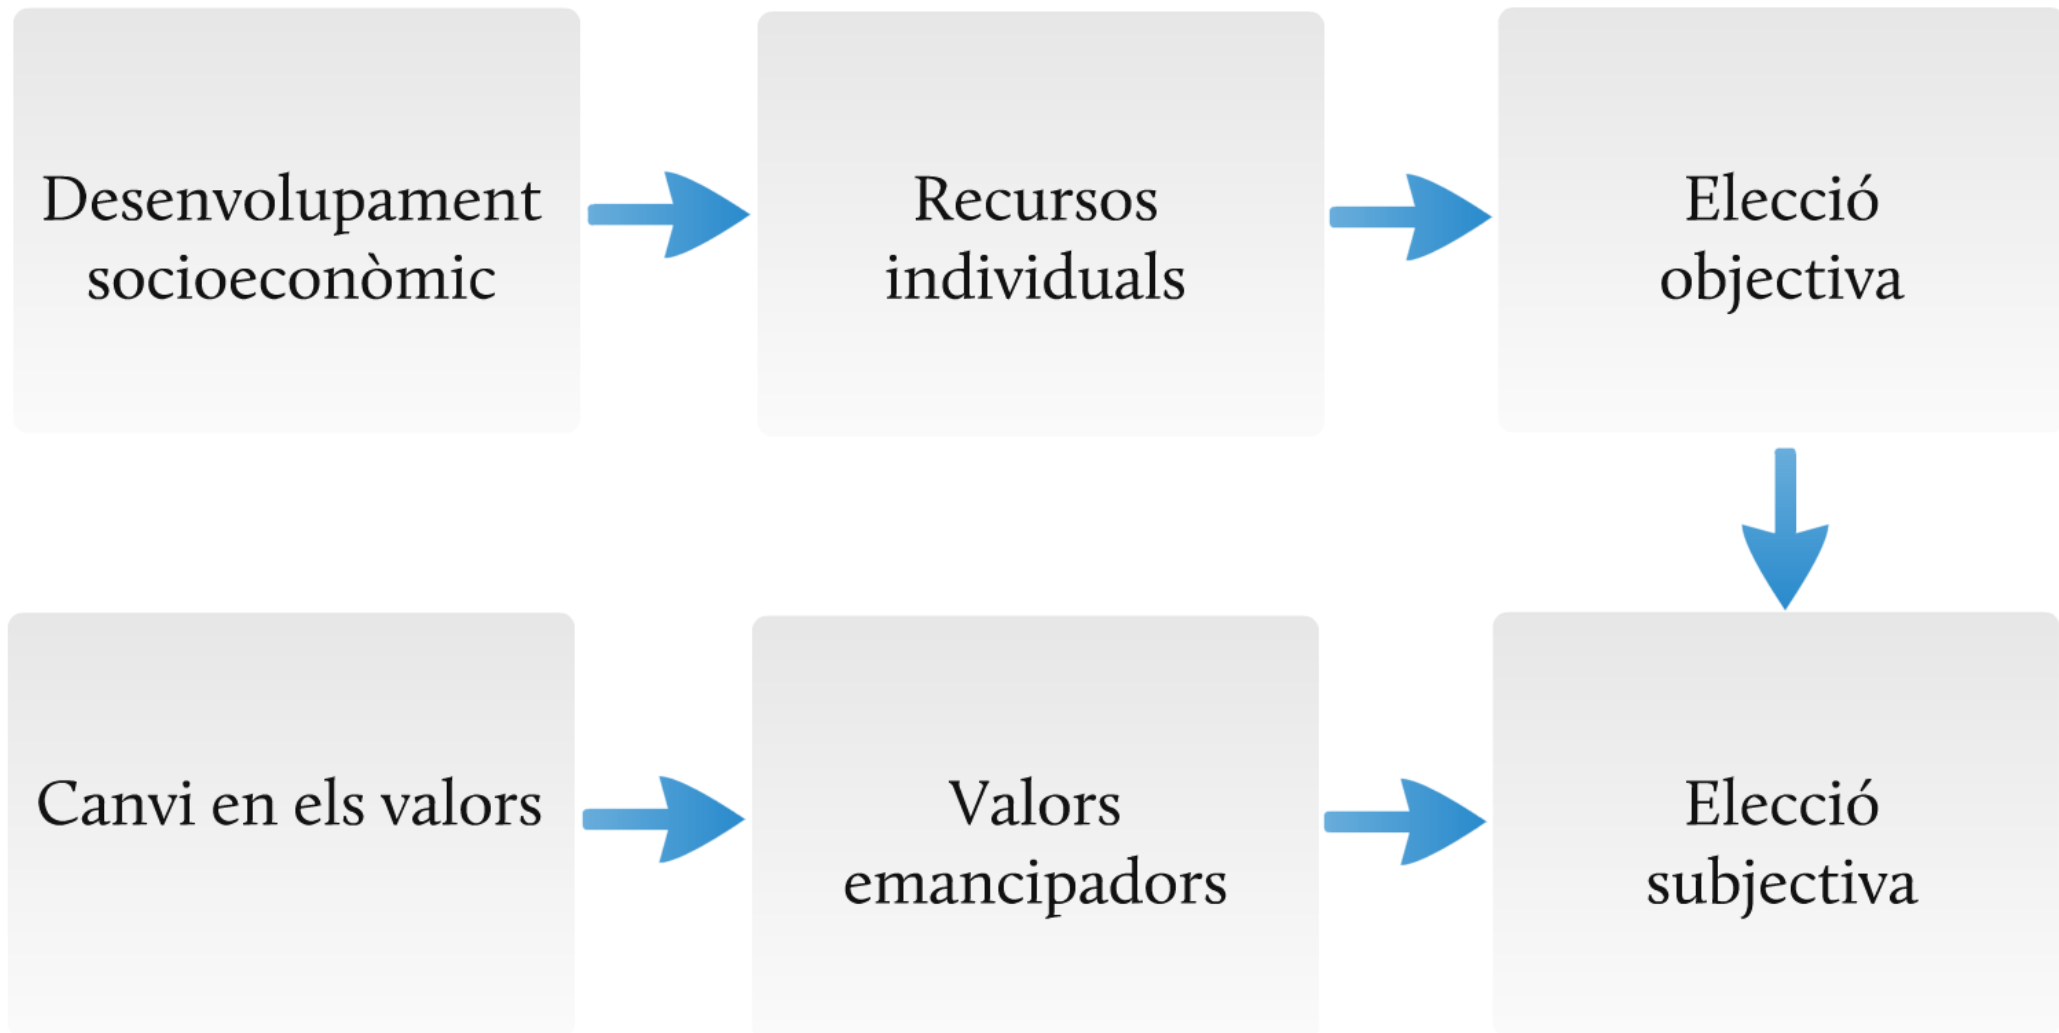 Desenvolupament
socioeconòmic
Recursos
individuals
Elecció
objectiva
Canvi en els valors
Valors
emancipadors
Elecció
subjectiva